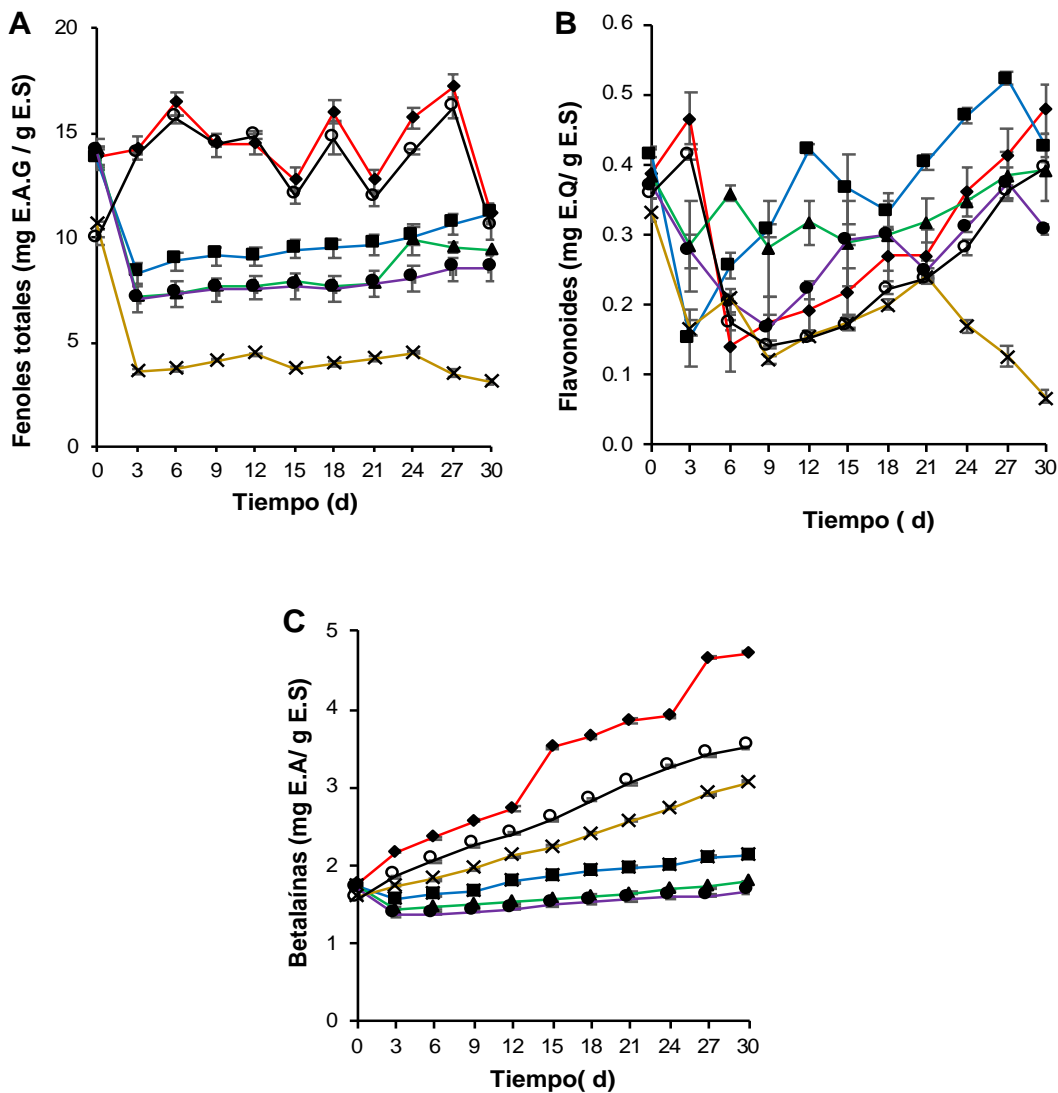 A
Fenoles totales (mg E.A.G / g E.S)
20
15
10
5
0
0 3 6 9 12 15 18 21 24 27 30
Tiempo (d)
B
Flavonoides (mg E.Q/ g E.S)
0.6
0.5
0.4
0.3
0.2
0.1
0.0
0 3 6 9 12 15 18 21 24 27 30
Tiempo ( d)
C
Betalaínas (mg E.A/ g E.S)
5
4
3
2
1
0
0 3 6 9 12 15 18 21 24 27 30
Tiempo( d)